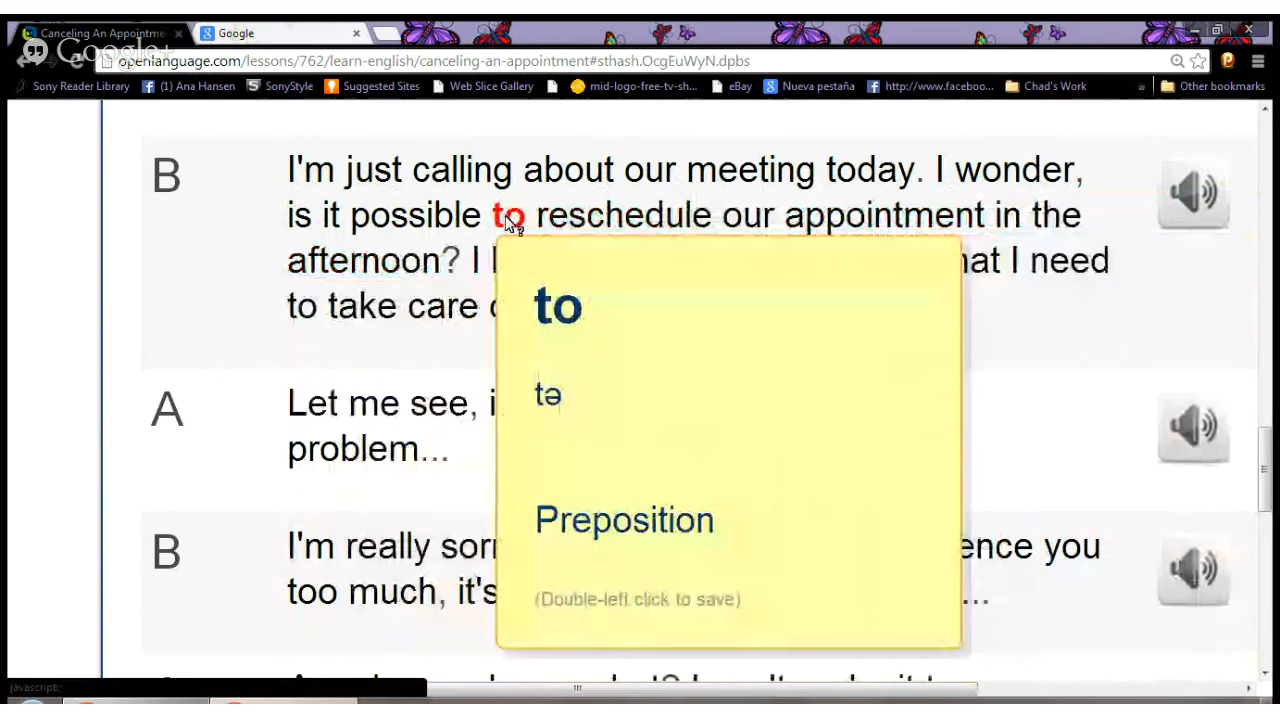 Canceling An Appointme
Google
Google+
openlanguage.com/lessons/762/learn-english/canceling-an-appointment#sthash.OcgEuWyN.dpbs
Sony Reader Library (1) Ana Hansen SonyStyle Suggested Sites Web Slice Gallery mid-logo-free-tv-sh... eBay Nueva pestaña http://www.faceboo... Chad's Work » Other bookmarks
B
I'm just calling about our meeting today. I wonder,
is it possible to reschedule our appointment in the
afternoon? I I need
to take care
to
tə
Preposition
(Double-left click to save)
A
Let me see,
problem...
B
I'm really you
too much, it's ...
javascript: